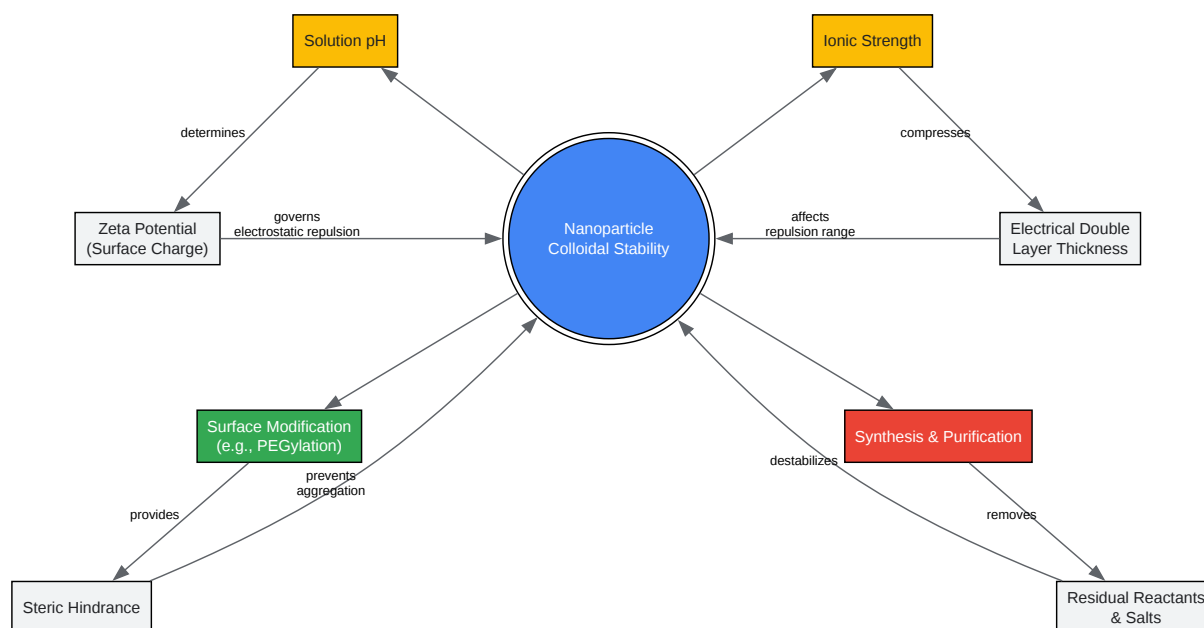 Solution pH
Ionic Strength
determines
compresses
Zeta Potential
(Surface Charge)
governs
electrostatic repulsion
Nanoparticle
Colloidal Stability
affects
repulsion range
Electrical Double
Layer Thickness
Surface Modification
(e.g., PEGylation)
Synthesis & Purification
prevents
aggregation
destabilizes
provides
removes
Steric Hindrance
Residual Reactants
& Salts